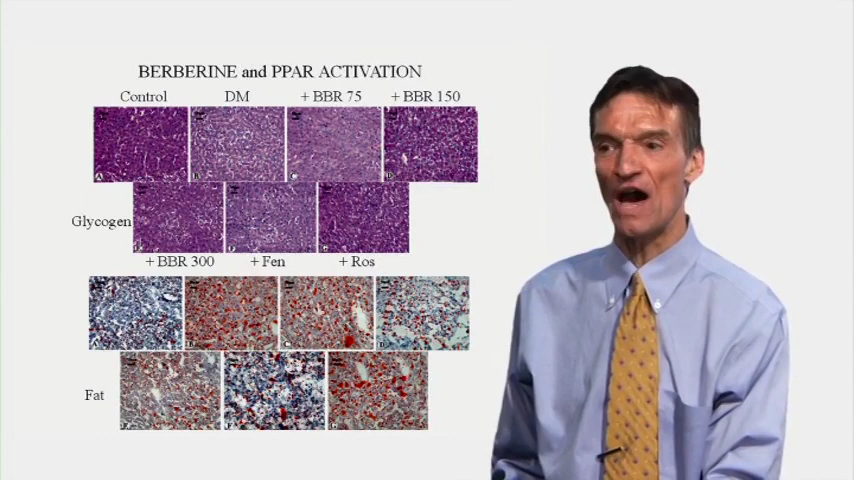 BERBERINE and PPAR ACTIVATION
Control DM + BBR 75 + BBR 150
Glycogen
+ BBR 300 + Fen + Ros
Fat